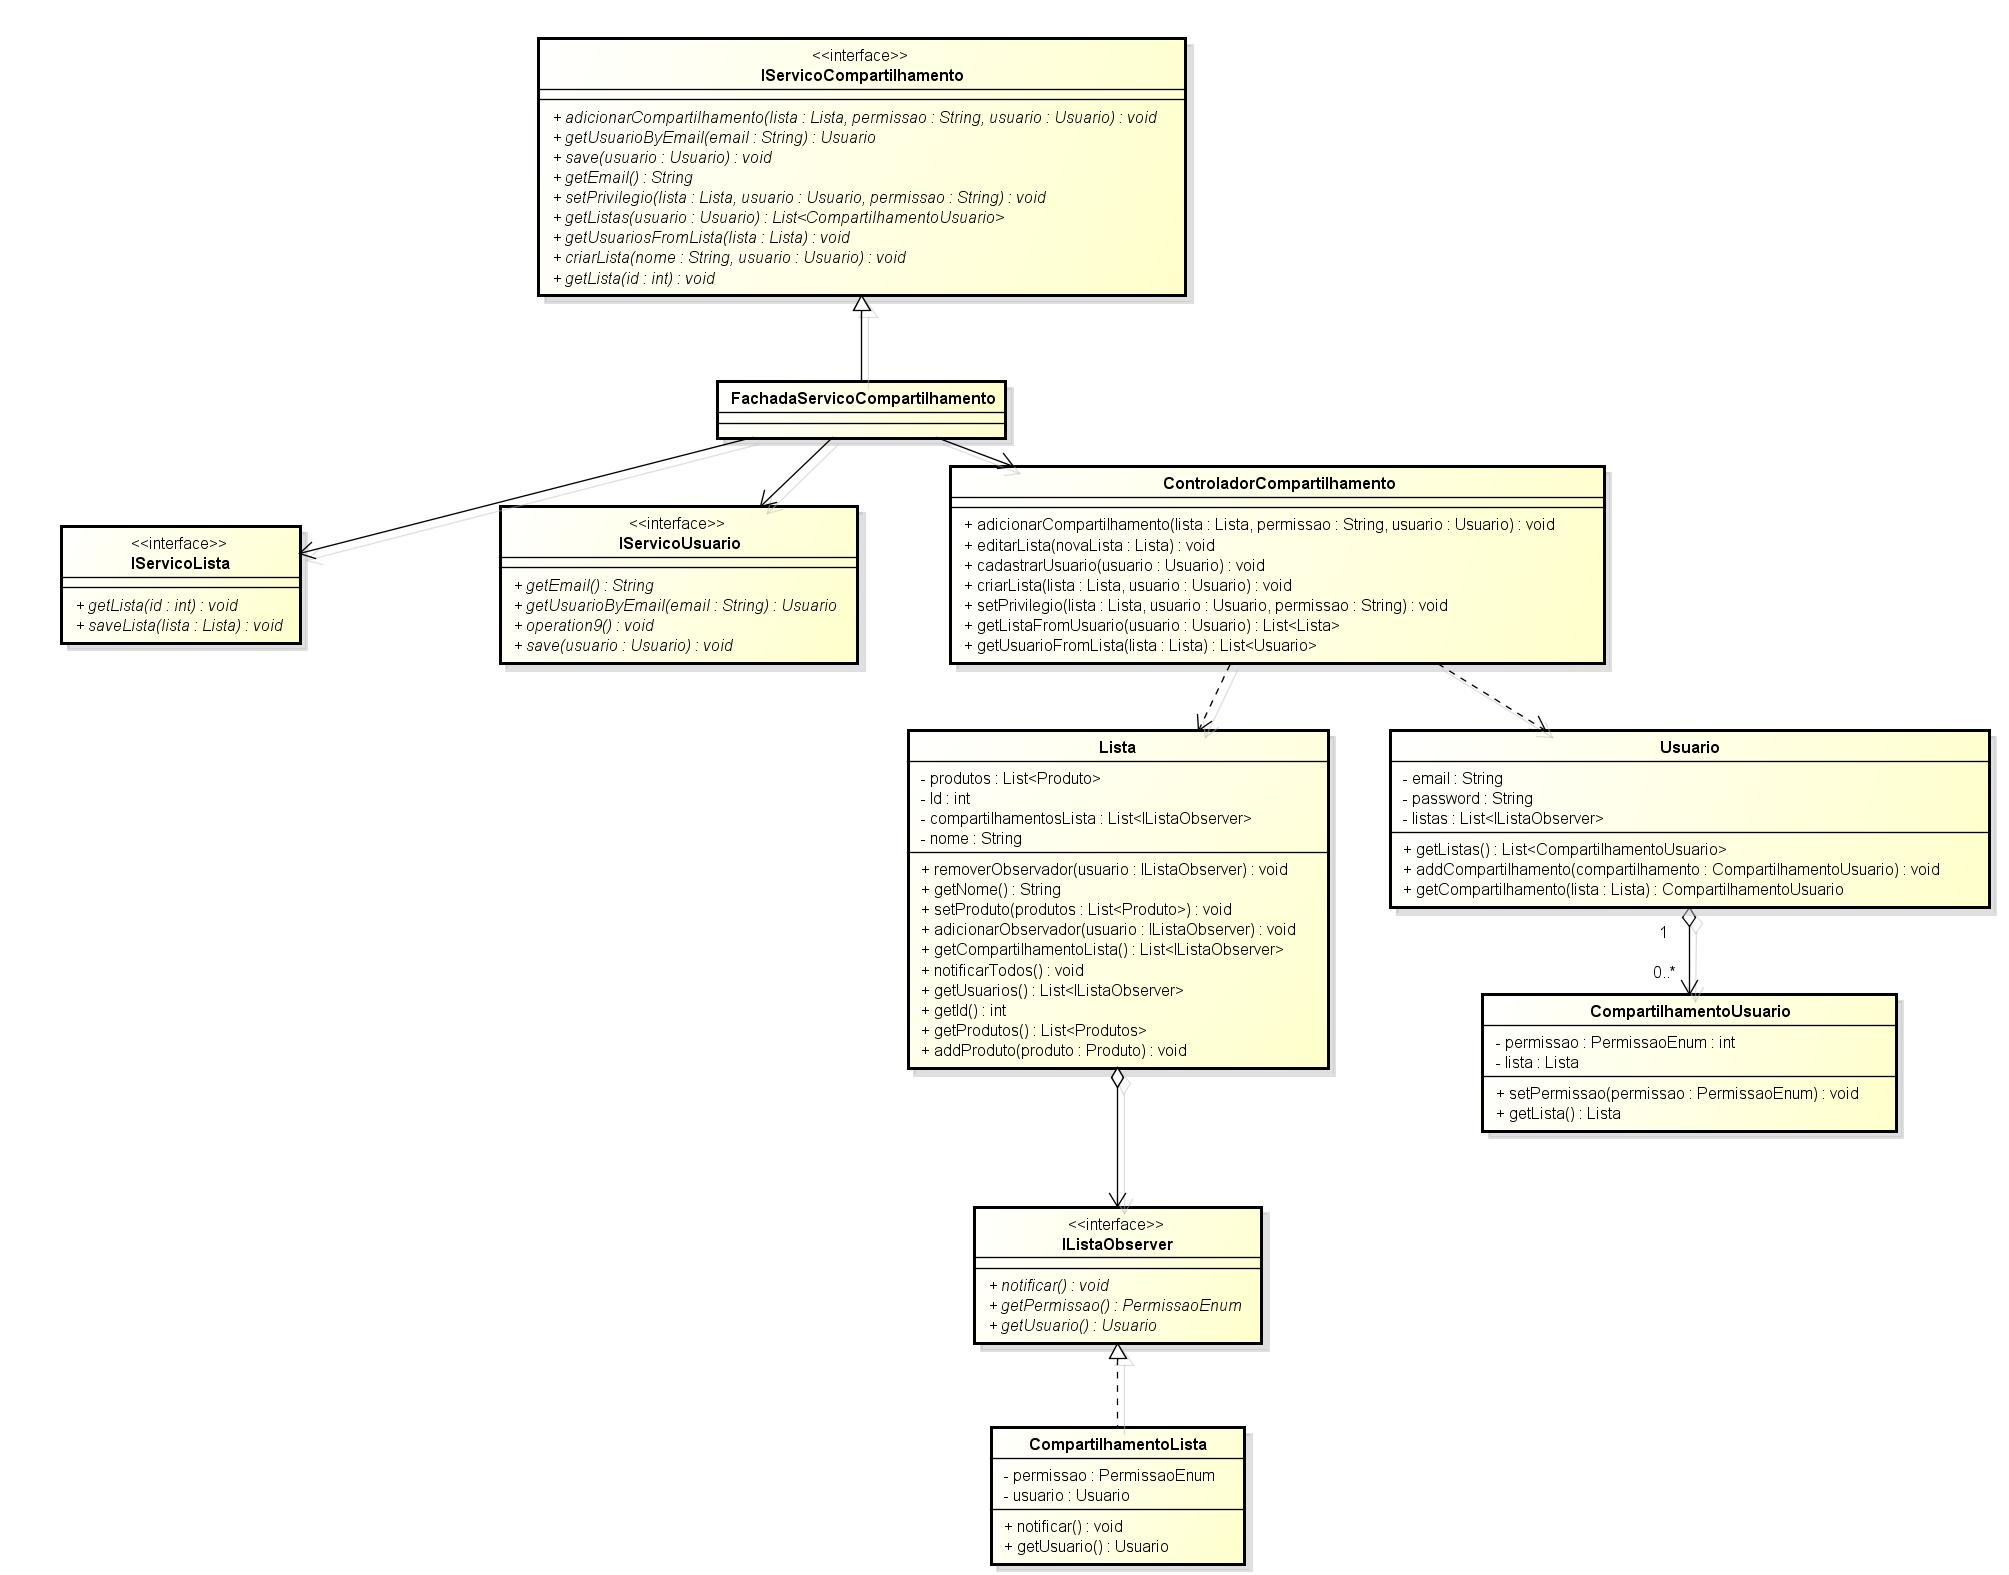 <<interface>>
IServicoCompartilhamento
+ adicionarCompartilhamento(lista : Lista, permissao : String, usuario : Usuario) : void
+ getUsuarioByEmail(email : String) : Usuario
+ save(usuario : Usuario) : void
+ getEmail() : String
+ setPrivilegio(lista : Lista, usuario : Usuario, permissao : String) : void
+ getListas(usuario : Usuario) : List<CompartilhamentoUsuario>
+ getUsuariosFromLista(lista : Lista) : void
+ criarLista(nome : String, usuario : Usuario) : void
+ getLista(id : int) : void
FachadaServicoCompartilhamento
<<interface>>
IServicoLista
+ getLista(id : int) : void
+ saveLista(lista : Lista) : void
<<interface>>
IServicoUsuario
+ getEmail() : String
+ getUsuarioByEmail(email : String) : Usuario
+ operation9() : void
+ save(usuario : Usuario) : void
ControladorCompartilhamento
+ adicionarCompartilhamento(lista : Lista, permissao : String, usuario : Usuario) : void
+ editarLista(novaLista : Lista) : void
+ cadastrarUsuario(usuario : Usuario) : void
+ criarLista(lista : Lista, usuario : Usuario) : void
+ setPrivilegio(lista : Lista, usuario : Usuario, permissao : String) : void
+ getListaFromUsuario(usuario : Usuario) : List<Lista>
+ getUsuarioFromLista(lista : Lista) : List<Usuario>
Lista
- produtos : List<Produto>
- Id : int
- compartilhamentosLista : List<IListaObserver>
- nome : String
+ removerObservador(usuario : IListaObserver) : void
+ getNome() : String
+ setProduto(produtos : List<Produto>) : void
+ adicionarObservador(usuario : IListaObserver) : void
+ getCompartilhamentoLista() : List<IListaObserver>
+ notificarTodos() : void
+ getUsuarios() : List<IListaObserver>
+ getId() : int
+ getProdutos() : List<Produtos>
+ addProduto(produto : Produto) : void
Usuario
- email : String
- password : String
- listas : List<IListaObserver>
+ getListas() : List<CompartilhamentoUsuario>
+ addCompartilhamento(compartilhamento : CompartilhamentoUsuario) : void
+ getCompartilhamento(lista : Lista) : CompartilhamentoUsuario
1
0..*
CompartilhamentoUsuario
- permissao : PermissaoEnum : int
- lista : Lista
+ setPermissao(permissao : PermissaoEnum) : void
+ getLista() : Lista
<<interface>>
IListaObserver
+ notificar() : void
+ getPermissao() : PermissaoEnum
+ getUsuario() : Usuario
CompartilhamentoLista
- permissao : PermissaoEnum
- usuario : Usuario
+ notificar() : void
+ getUsuario() : Usuario